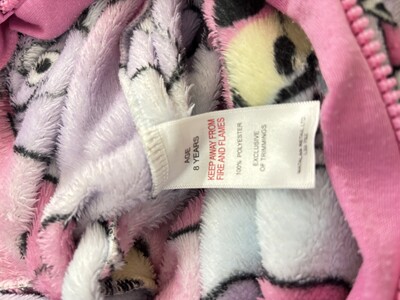 AGE
8 YEARS
KEEP AWAY FROM
FIRE AND FLAMES
100% POLYESTER
EXCLUSIVE
OF TRIMMINGS